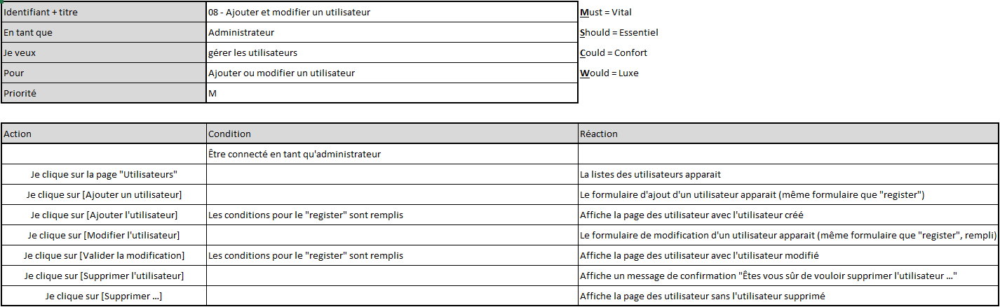 Identifiant + titre 08 - Ajouter et modifier un utilisateur Must = Vital
En tant que Administrateur Should = Essentiel
Je veux gérer les utilisateurs Could = Confort
Pour Ajouter ou modifier un utilisateur Would = Luxe
Priorité M
Action Condition Réaction
Être connecté en tant qu'administrateur
Je clique sur la page "Utilisateurs" La listes des utilisateurs apparait
Je clique sur [Ajouter un utilisateur] Le formulaire d'ajout d'un utilisateur apparait (même formulaire que "register")
Je clique sur [Ajouter l'utilisateur] Les conditions pour le "register" sont remplis Affiche la page des utilisateur avec l'utilisateur créé
Je clique sur [Modifier l'utilisateur] Le formulaire de modification d'un utilisateur apparait (même formulaire que "register", rempli)
Je clique sur [Valider la modification] Les conditions pour le "register" sont remplis Affiche la page des utilisateur avec l'utilisateur modifié
Je clique sur [Supprimer l'utilisateur] Affiche un message de confirmation "Êtes vous sûr de vouloir supprimer l'utilisateur …"
Je clique sur [Supprimer …] Affiche la page des utilisateur sans l'utilisateur supprimé